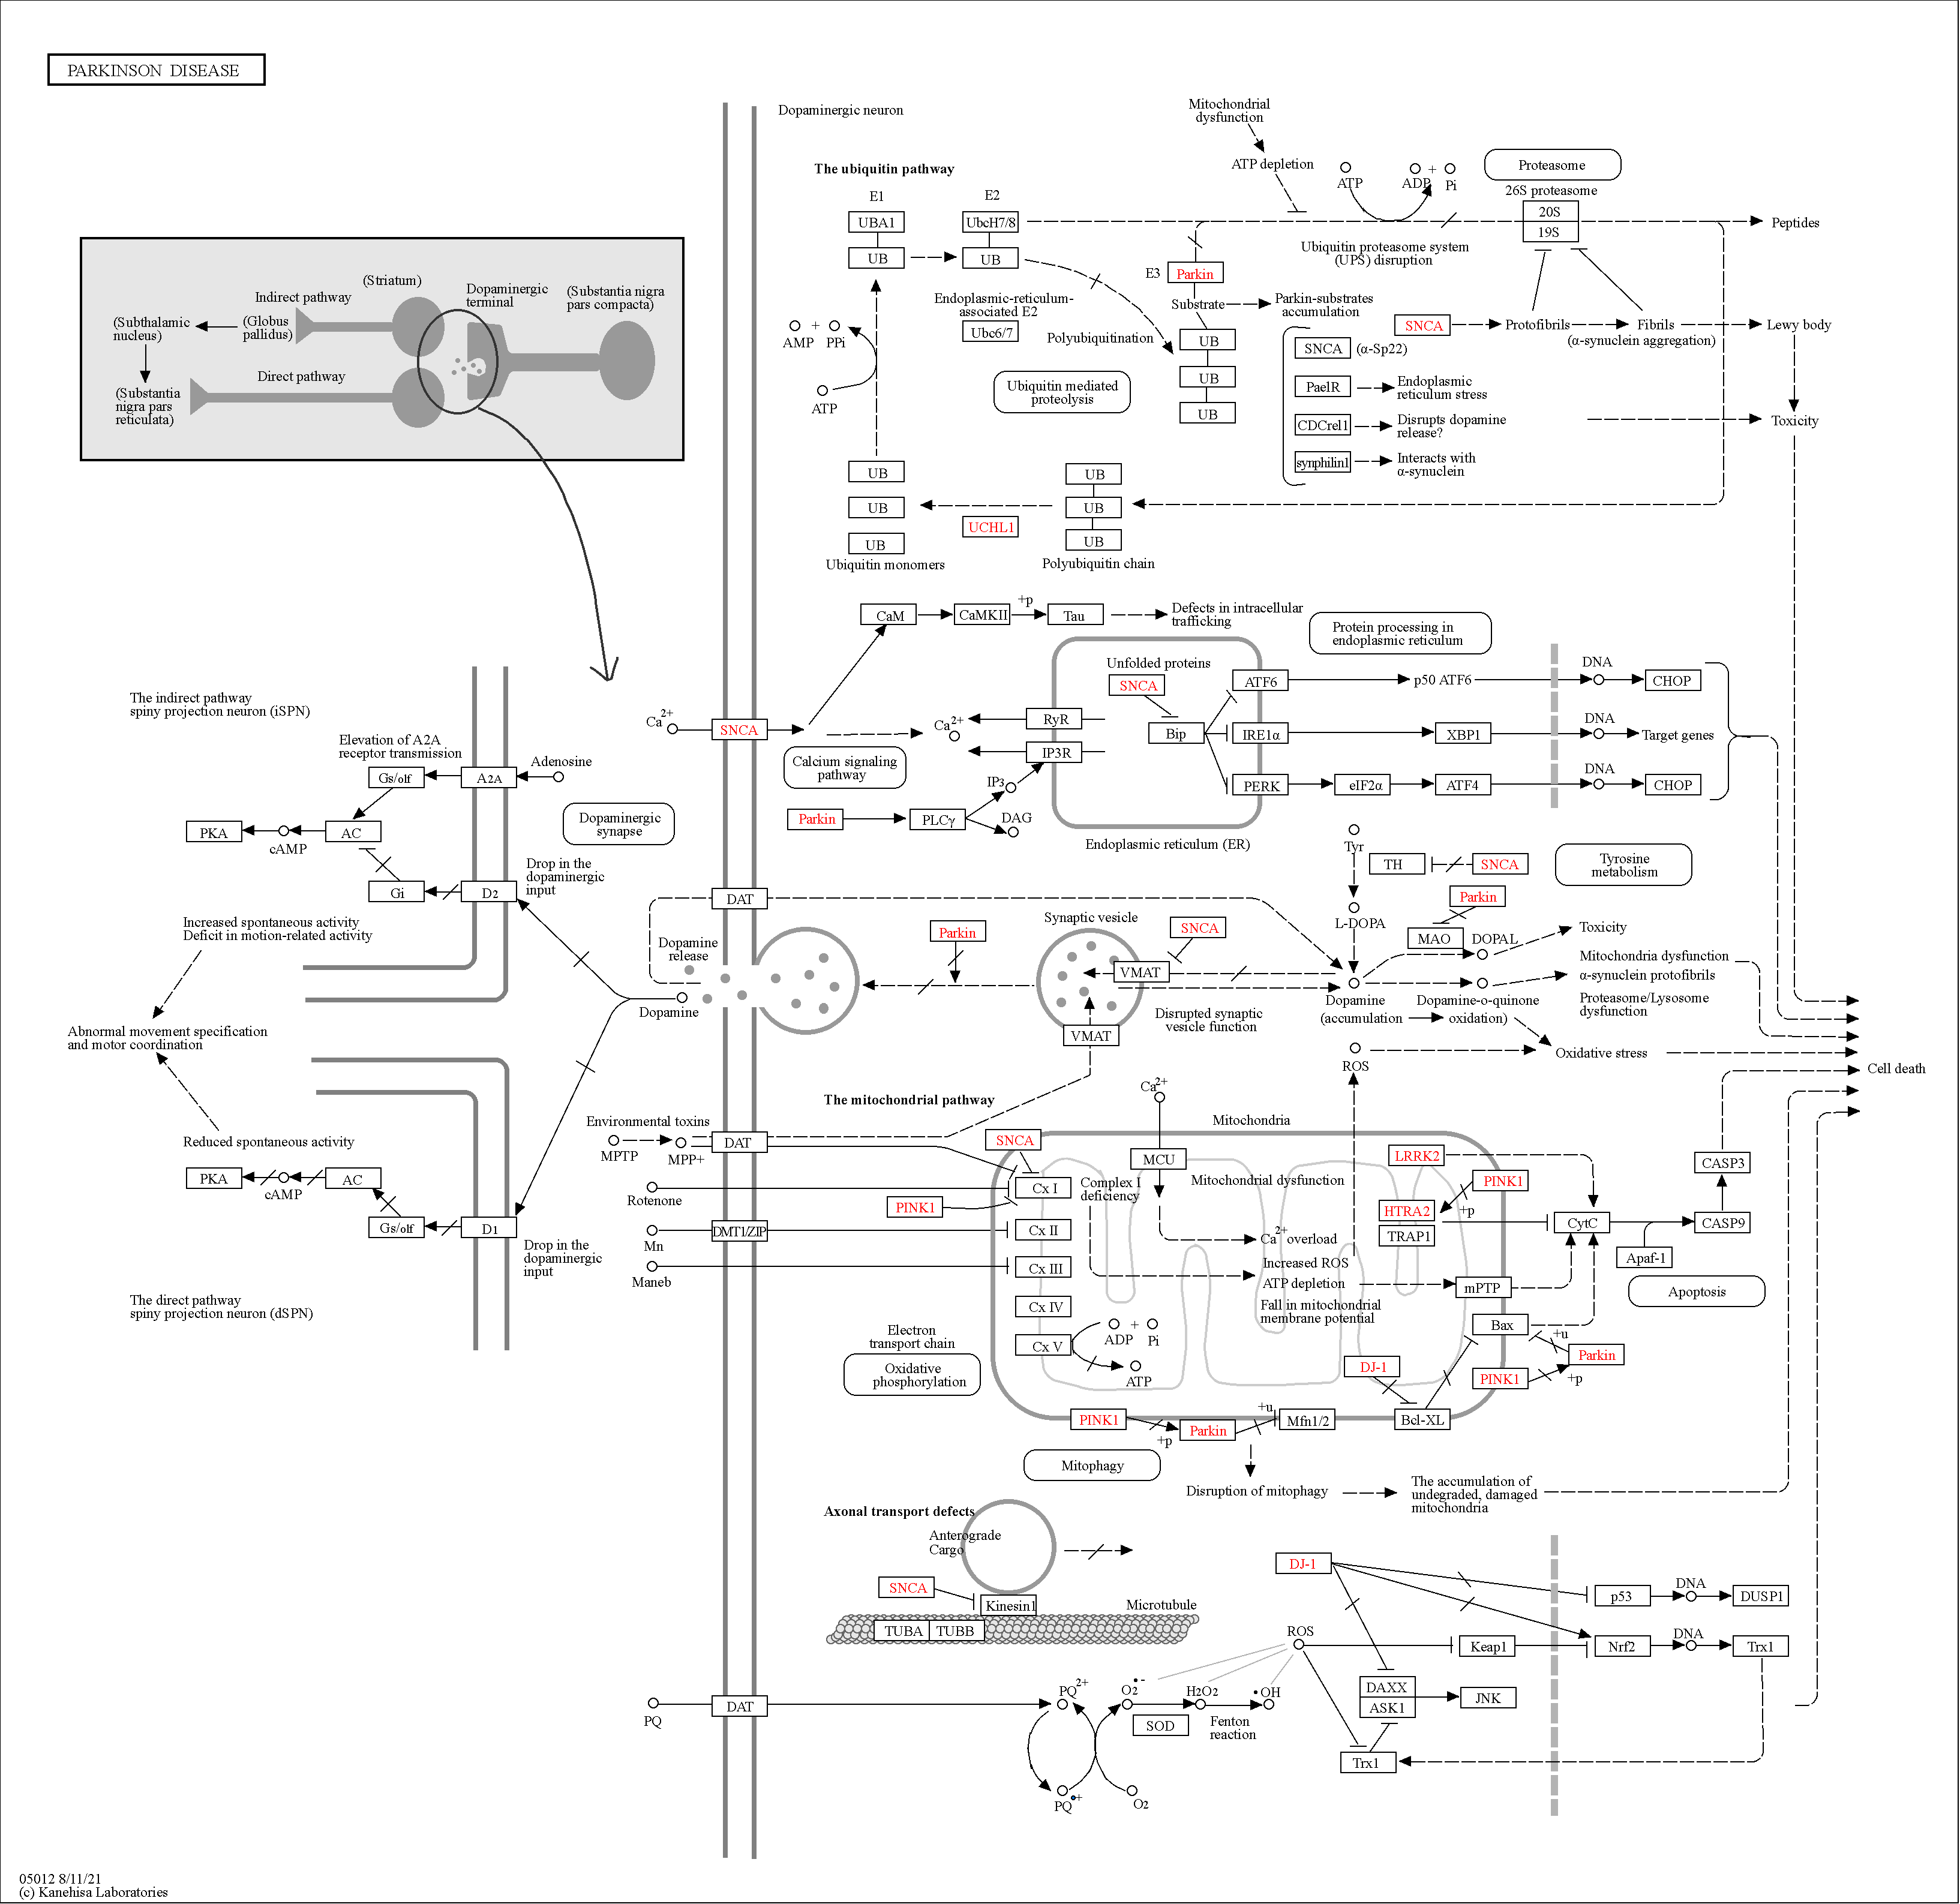 PARKINSON DISEASE
Dopaminergic neuron
Mitochondrial
dysfunction
ATP depletion
ATP
ADP
+
Pi
Proteasome
26S proteasome
20S
19S
Peptides
The ubiquitin pathway
E1
UBA1
UB
E2
UbcH7/8
UB
E3
Parkin
Ubiquitin proteasome system
(UPS) disruption
Substrate
Parkin-substrates
accumulation
Endoplasmic-reticulum-
associated E2
Ubc6/7
Polyubiquitination
UB
UB
UB
Ubiquitin mediated
proteolysis
AMP
+
PPi
ATP
SNCA
Protofibrils
Fibrils
(α-synuclein aggregation)
Lewy body
SNCA
(α-Sp22)
PaelR
Endoplasmic
reticulum stress
CDCrel1
Disrupts dopamine
release?
synphilin1
Interacts with
α-synuclein
Toxicity
UB
UB
UB
Ubiquitin monomers
UCHL1
UB
UB
UB
Polyubiquitin chain
(Striatum)
Indirect pathway
Dopaminergic
terminal
(Substantia nigra
pars compacta)
(Subthalamic
nucleus)
(Globus
pallidus)
Direct pathway
(Substantia
nigra pars
reticulata)
CaM
CaMKII
+p
Tau
Defects in intracellular
trafficking
Protein processing in
endoplasmic reticulum
Unfolded proteins
SNCA
Bip
ATF6
p50 ATF6
DNA
CHOP
IRE1α
XBP1
DNA
Target genes
PERK
eIF2α
ATF4
DNA
CHOP
Ca2+
SNCA
Ca2+
RyR
IP3R
Calcium signaling
pathway
IP3
Parkin
PLCγ
DAG
Endoplasmic reticulum (ER)
The indirect pathway
spiny projection neuron (iSPN)
Elevation of A2A
receptor transmission
Gs/olf
A2A
Adenosine
Dopaminergic
synapse
PKA
cAMP
AC
Gi
D2
Drop in the
dopaminergic
input
Increased spontaneous activity
Deficit in motion-related activity
Abnormal movement specification
and motor coordination
Reduced spontaneous activity
PKA
cAMP
AC
Gs/olf
D1
Drop in the
dopaminergic
input
The direct pathway
spiny projection neuron (dSPN)
DAT
Dopamine
release
Dopamine
Parkin
Synaptic vesicle
SNCA
VMAT
VMAT
Disrupted synaptic
vesicle function
Tyr
TH
SNCA
Tyrosine
metabolism
L-DOPA
Parkin
MAO
DOPAL
Toxicity
Dopamine
(accumulation
Dopamine-o-quinone
oxidation)
Mitochondria dysfunction
α-synuclein protofibrils
Proteasome/Lysosome
dysfunction
ROS
Oxidative stress
Cell death
The mitochondrial pathway
Environmental toxins
MPTP
MPP+
DAT
Rotenone
Mn
DMT1/ZIP
Maneb
SNCA
PINK1
Cx I
Cx II
Cx III
Cx IV
Cx V
Complex I
deficiency
Ca2+
MCU
Mitochondria
Mitochondrial dysfunction
Ca2+ overload
Increased ROS
ATP depletion
Fall in mitochondrial
membrane potential
ADP
+
Pi
ATP
Electron
transport chain
Oxidative
phosphorylation
LRRK2
PINK1
HTRA2
+p
TRAP1
CytC
CASP3
CASP9
Apaf-1
Apoptosis
mPTP
Bax
+u
Parkin
PINK1
+p
DJ-1
Bcl-XL
PINK1
+p
Parkin
+u
Mfn1/2
Mitophagy
Disruption of mitophagy
The accumulation of
undegraded, damaged
mitochondria
Axonal transport defects
Anterograde
Cargo
SNCA
Kinesin1
Microtubule
TUBA
TUBB
DJ-1
p53
DNA
DUSP1
ROS
Keap1
Nrf2
DNA
Trx1
DAXX
ASK1
JNK
Trx1
PQ
DAT
PQ2+
O2•-
SOD
H2O2
Fenton
reaction
•OH
PQ•+
O2
05012 8/11/21
(c) Kanehisa Laboratories